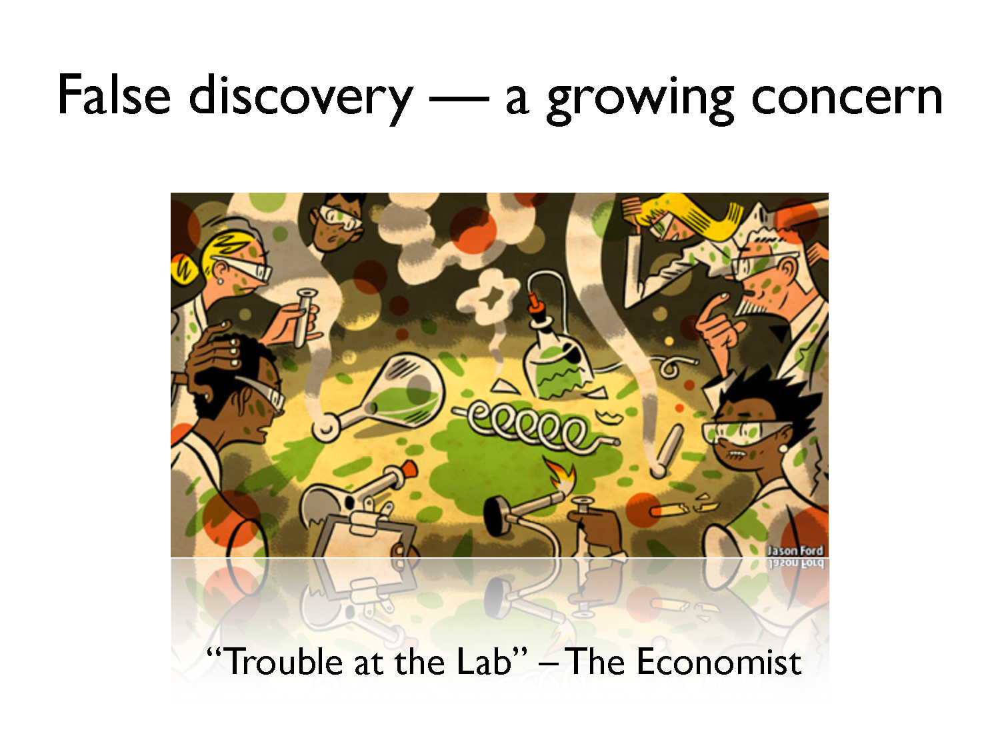 False discovery — a growing concern
Jason Ford
“Trouble at the Lab” – The Economist